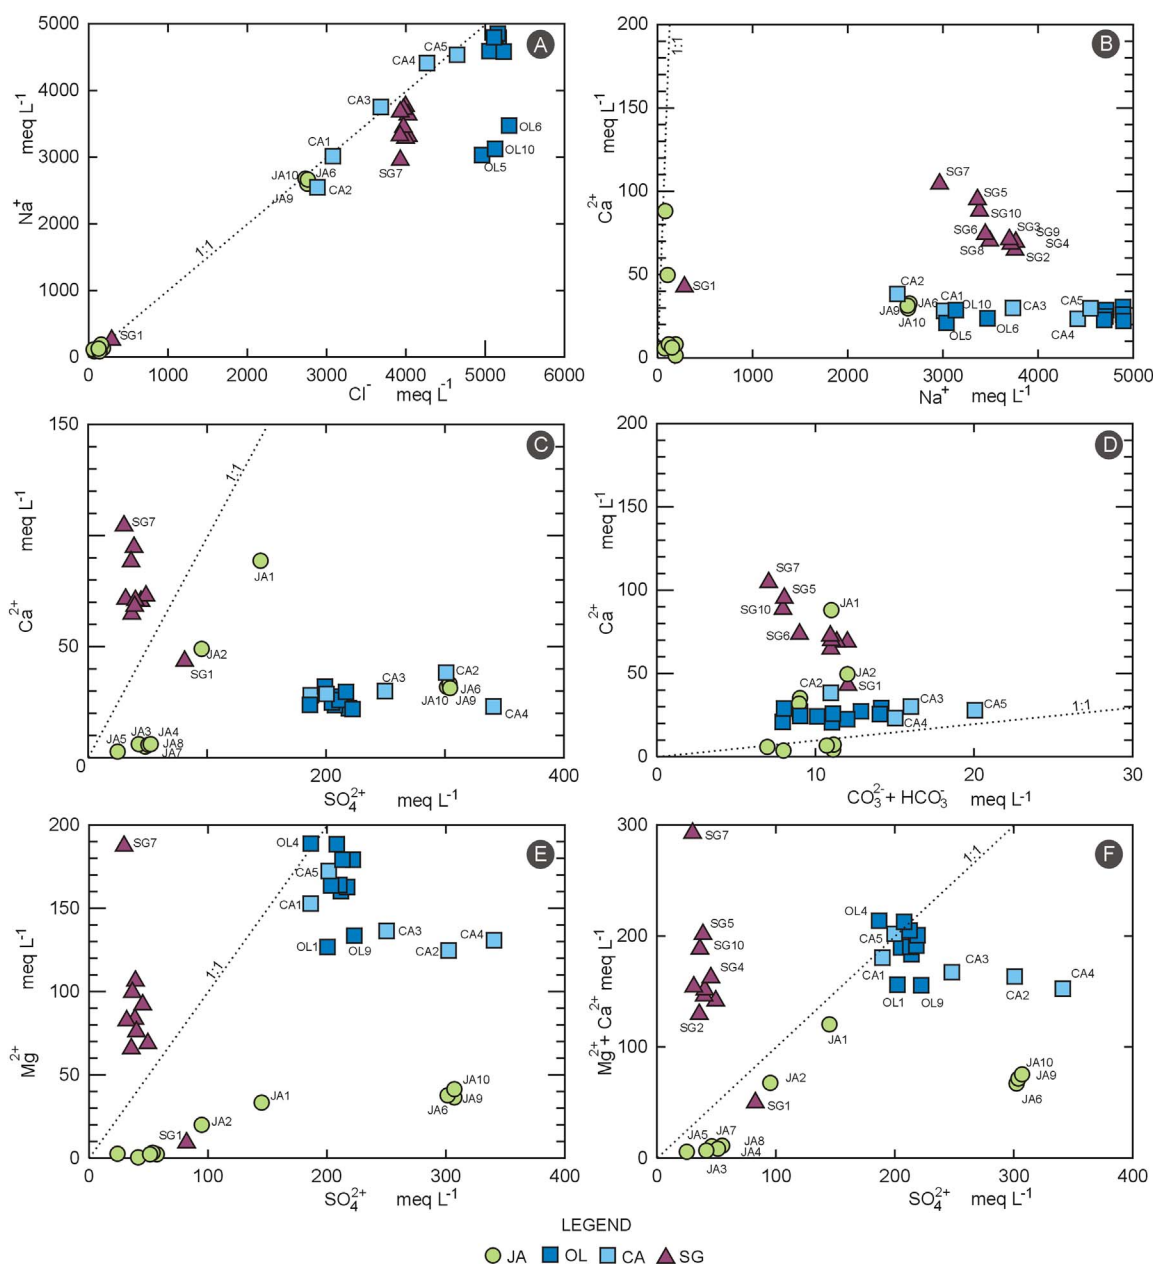 A
5000
4000
3000
2000
1000
0
Na⁺ meq L⁻¹
CA5
CA4
CA3
OL6
CA1
OL10
JA10 JA6
SG7 OL5
JA9 CA2
1:1
SG1
0 1000 2000 3000 4000 5000 6000
Cl⁻ meq L⁻¹
B
200
150
100
50
0
Ca²⁺ meq L⁻¹
1:1
SG7
SG5
SG10
SG6 SG3 SG9
SG8 SG4
SG2
SG1
CA2
JA6 CA1 OL10 CA3 CA5
JA9
JA10 OL5 OL6 CA4
0 1000 2000 3000 4000 5000
Na⁺ meq L⁻¹
C
150
50
0
Ca²⁺ meq L⁻¹
1:1
SG7
JA1
JA2
SG1
CA3 CA2
JA6
JA10 JA9 CA4
JA3 JA4
JA5 JA8
JA7
0 200 400
SO₄²⁺ meq L⁻¹
D
200
150
100
50
0
Ca²⁺ meq L⁻¹
SG7
SG5
SG10 JA1
SG6
JA2
CA2 SG1
CA3 CA5
CA4 1:1
0 10 20 30
CO₃²⁻ + HCO₃⁻ meq L⁻¹
E
200
150
100
50
0
Mg²⁺ meq L⁻¹
SG7 OL4
CA5
CA1
CA3 CA4
OL1 OL9 CA2
1:1
JA10
JA1 JA9
JA2 JA6
SG1
0 100 200 300 400
SO₄²⁺ meq L⁻¹
F
300
200
100
0
Mg²⁺ + Ca²⁺ meq L⁻¹
SG7
1:1
SG5 OL4
SG10 CA5
SG4 CA1 CA3
CA2 CA4
SG2 OL1 OL9
JA1
JA2 JA10
JA9
SG1 JA6
JA5 JA7
JA8
JA4
JA3
0 100 200 300 400
SO₄²⁺ meq L⁻¹
LEGEND
JA OL CA SG